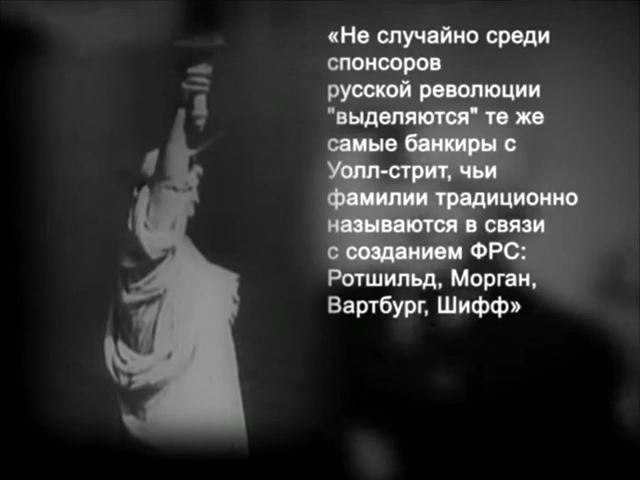 «Не случайно среди
спонсоров
русской революции
"выделяются" те же
самые банкиры с
Уолл-стрит, чьи
фамилии традиционно
называются в связи
с созданием ФРС:
Ротшильд, Морган,
Вартбург, Шифф»